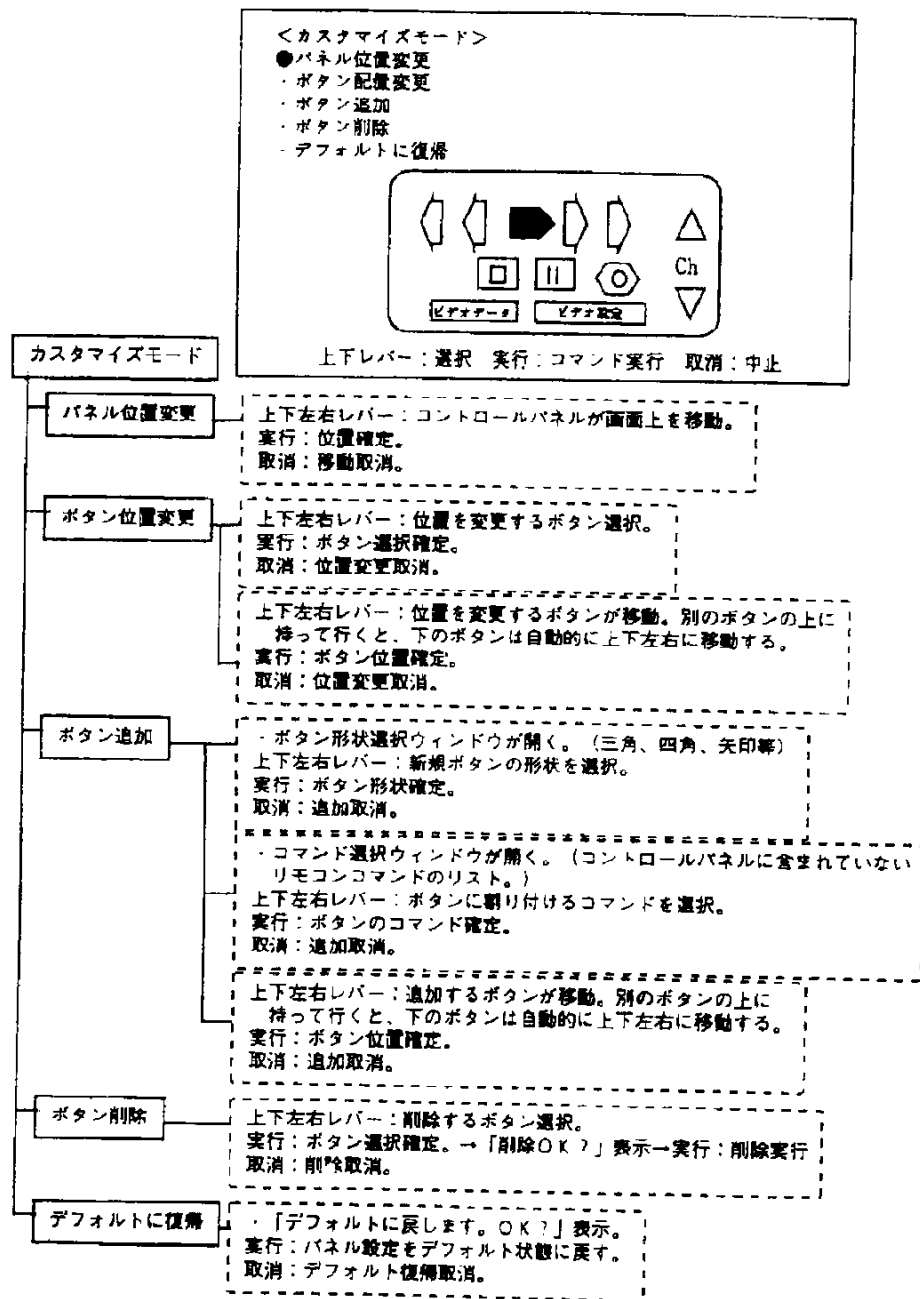 <カスタマイズモード>
●パネル位置変更
・ボタン配置変更
・ボタン追加
・ボタン削除
・デフォルトに復帰
Ch
ビデオデータ ビデオ設定
上下レバー:選択 実行:コマンド実行 取消:中止
カスタマイズモード
パネル位置変更
上下左右レバー:コントロールパネルが画面上を移動。
実行:位置確定。
取消:移動取消。
ボタン位置変更
上下左右レバー:位置を変更するボタン選択。
実行:ボタン選択確定。
取消:位置変更取消。
上下左右レバー:位置を変更するボタンが移動。別のボタンの上に
持って行くと、下のボタンは自動的に上下左右に移動する。
実行:ボタン位置確定。
取消:位置変更取消。
ボタン追加
・ボタン形状選択ウィンドウが開く。(三角、四角、矢印等)
上下左右レバー:新規ボタンの形状を選択。
実行:ボタン形状確定。
取消:追加取消。
・コマンド選択ウィンドウが開く。(コントロールパネルに含まれていない
リモコンコマンドのリスト。)
上下左右レバー:ボタンに割り付けるコマンドを選択。
実行:ボタンのコマンド確定。
取消:追加取消。
上下左右レバー:追加するボタンが移動。別のボタンの上に
持って行くと、下のボタンは自動的に上下左右に移動する。
実行:ボタン位置確定。
取消:追加取消。
ボタン削除
上下左右レバー:削除するボタン選択。
実行:ボタン選択確定。→「削除OK?」表示→実行:削除実行
取消:削除取消。
デフォルトに復帰
・「デフォルトに戻します。OK?」表示。
実行:パネル設定をデフォルト状態に戻す。
取消:デフォルト復帰取消。